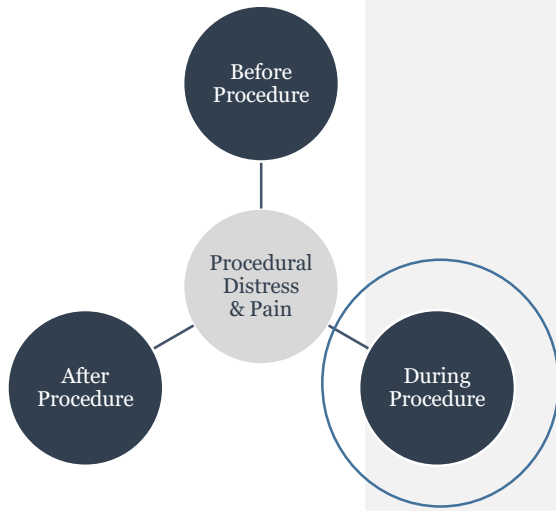 Before
Procedure
Procedural
Distress
& Pain
After
Procedure
During
Procedure